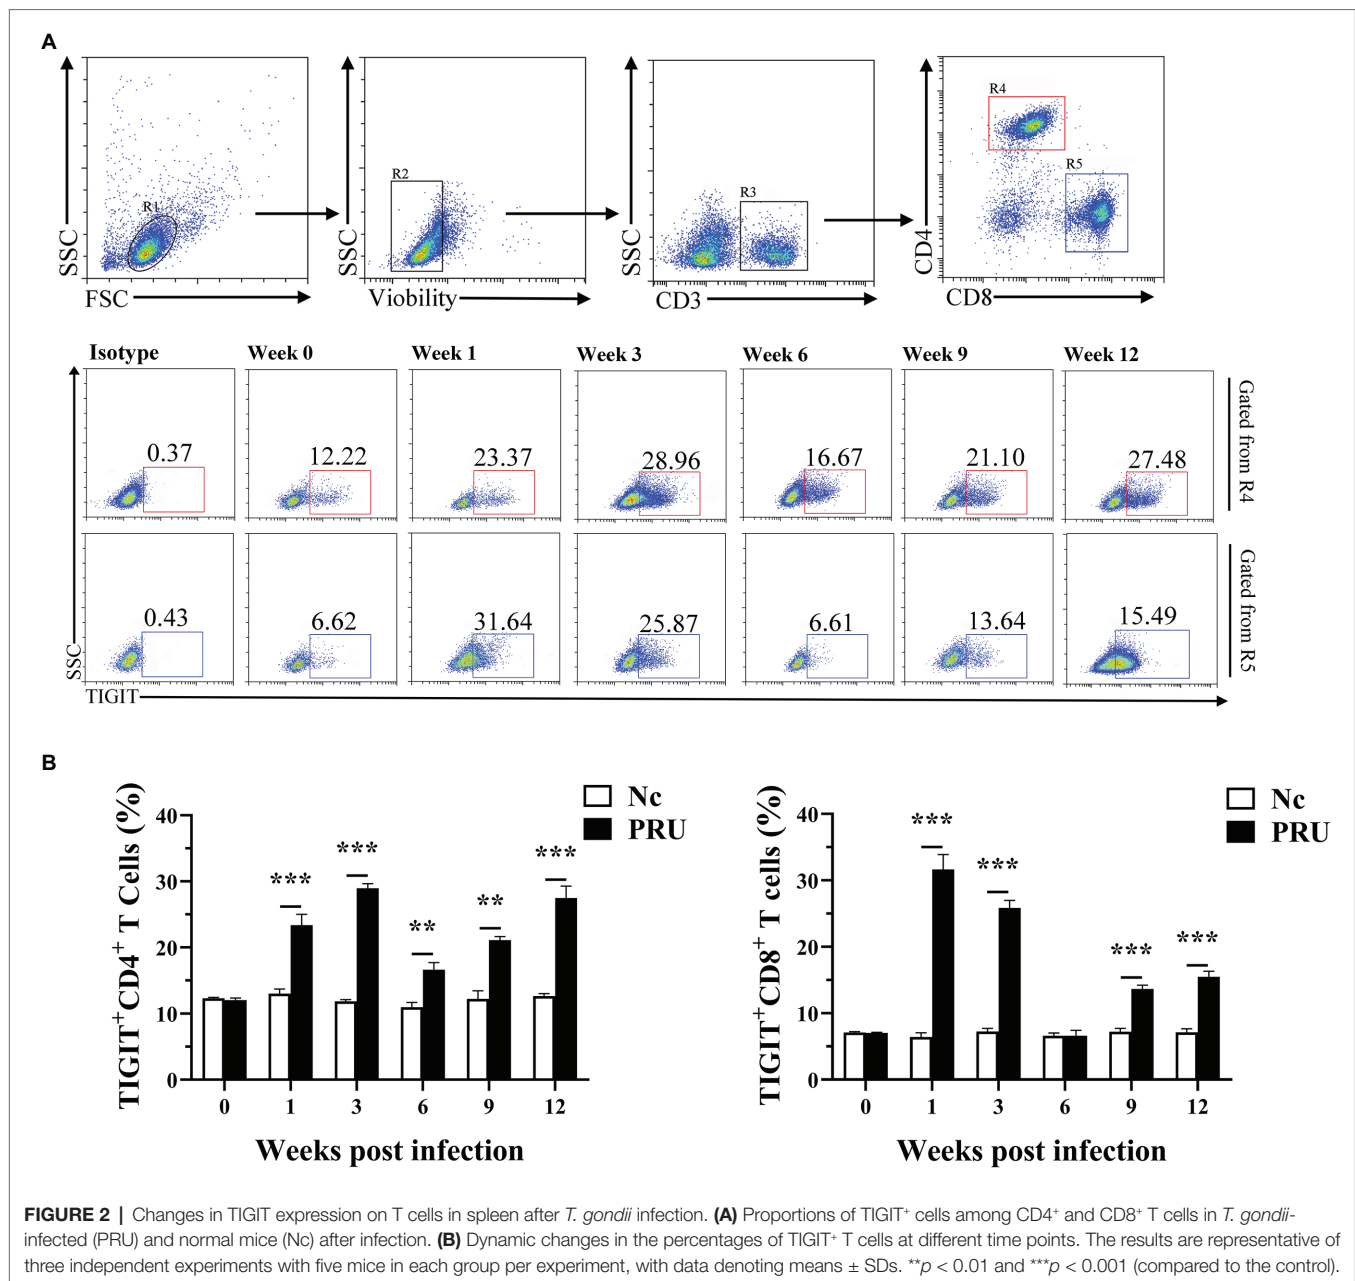 A
R1
R2
R3
R4
R5
SSC
FSC
SSC
Viobility
SSC
CD3
CD4
CD8
Isotype Week 0 Week 1 Week 3 Week 6 Week 9 Week 12
0.37 12.22 23.37 28.96 16.67 21.10 27.48
Gated from R4
0.43 6.62 31.64 25.87 6.61 13.64 15.49
Gated from R5
SSC
TIGIT
B
TIGIT⁺CD4⁺ T Cells (%)
40
30
20
10
0
*** *** ** ** ***
Nc
PRU
0 1 3 6 9 12
Weeks post infection
TIGIT⁺CD8⁺ T cells (%)
40
30
20
10
0
*** *** *** ***
Nc
PRU
0 1 3 6 9 12
Weeks post infection
FIGURE 2 | Changes in TIGIT expression on T cells in spleen after T. gondii infection. (A) Proportions of TIGIT⁺ cells among CD4⁺ and CD8⁺ T cells in T. gondii-
infected (PRU) and normal mice (Nc) after infection. (B) Dynamic changes in the percentages of TIGIT⁺ T cells at different time points. The results are representative of
three independent experiments with five mice in each group per experiment, with data denoting means ± SDs. **p < 0.01 and ***p < 0.001 (compared to the control).